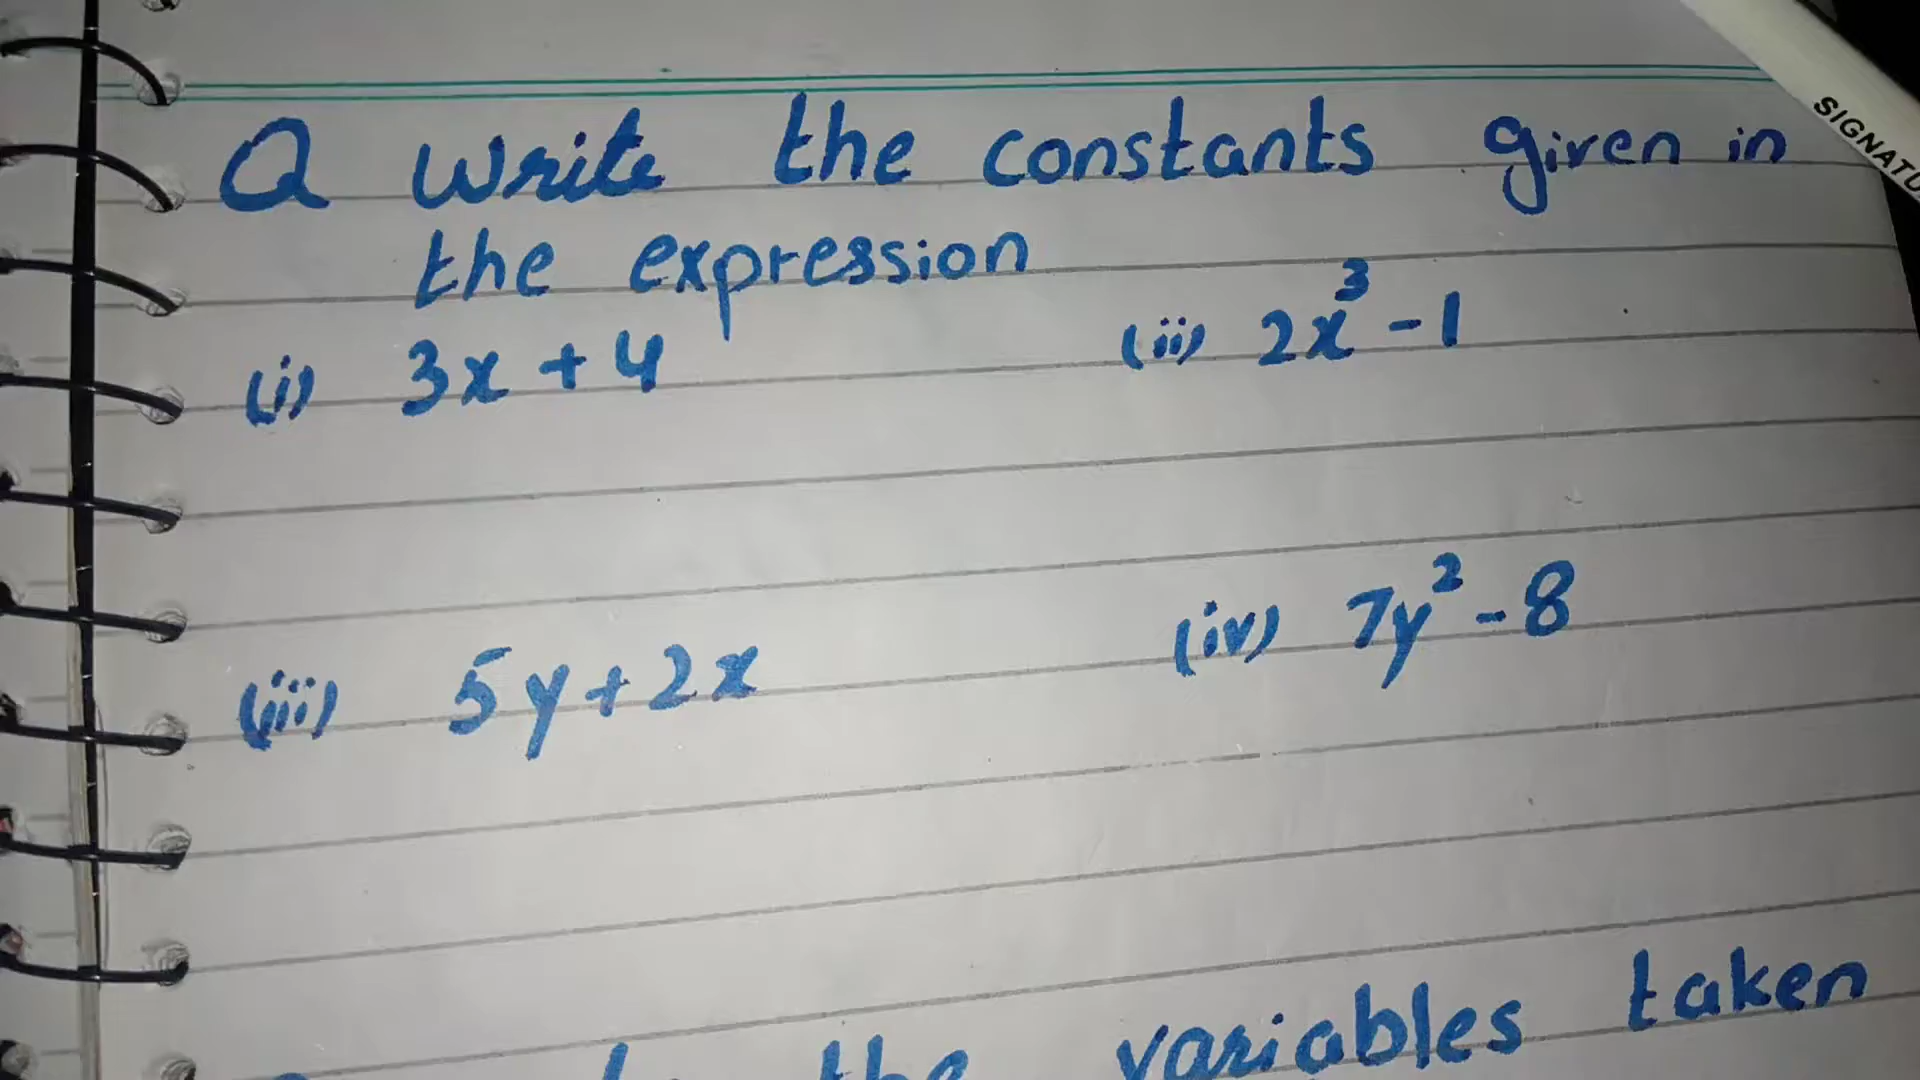 Q Write the constants given in
the expression
(i) 3x + 4 (ii) 2x³ - 1
(iii) 5y + 2x (iv) 7y² - 8
the variables taken
SIGNATU